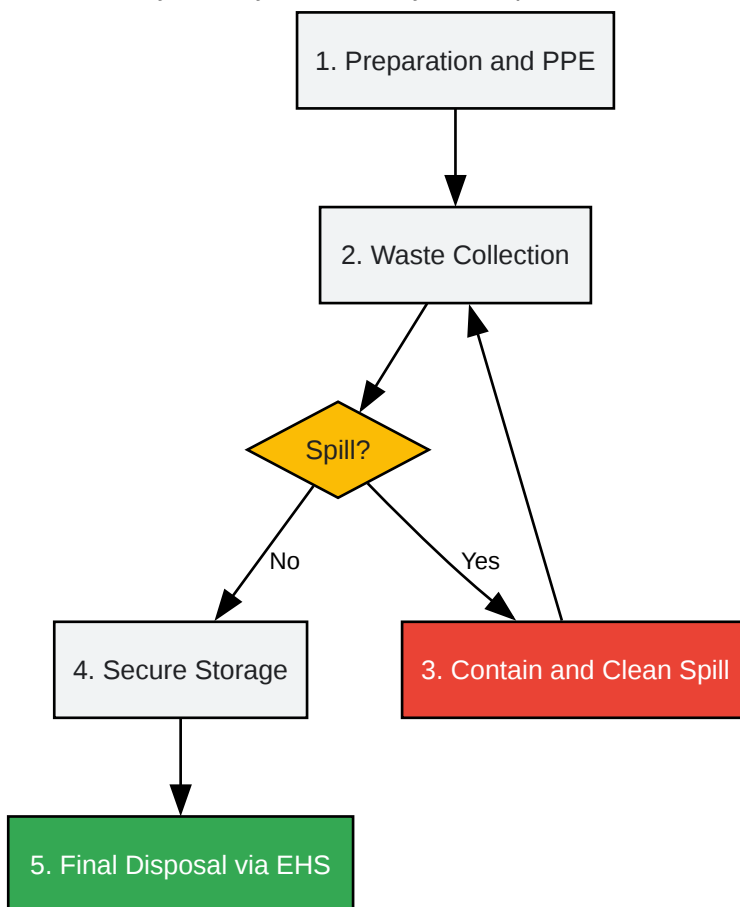 1. Preparation and PPE
2. Waste Collection
Spill?
No
Yes
4. Secure Storage
3. Contain and Clean Spill
5. Final Disposal via EHS